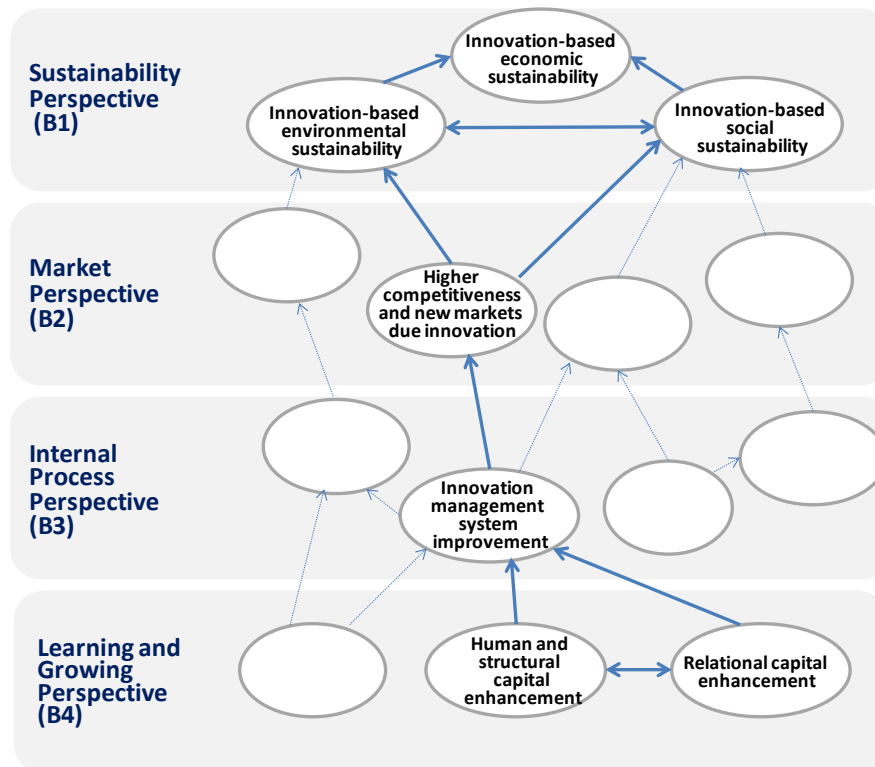 Sustainability
Perspective
(B1)
Innovation-based
economic
sustainability
Innovation-based
environmental
sustainability
Innovation-based
social
sustainability
Market
Perspective
(B2)
Higher
competitiveness
and new markets
due innovation
Internal
Process
Perspective
(B3)
Innovation
management
system
improvement
Learning and
Growing
Perspective
(B4)
Human and
structural
capital
enhancement
Relational capital
enhancement